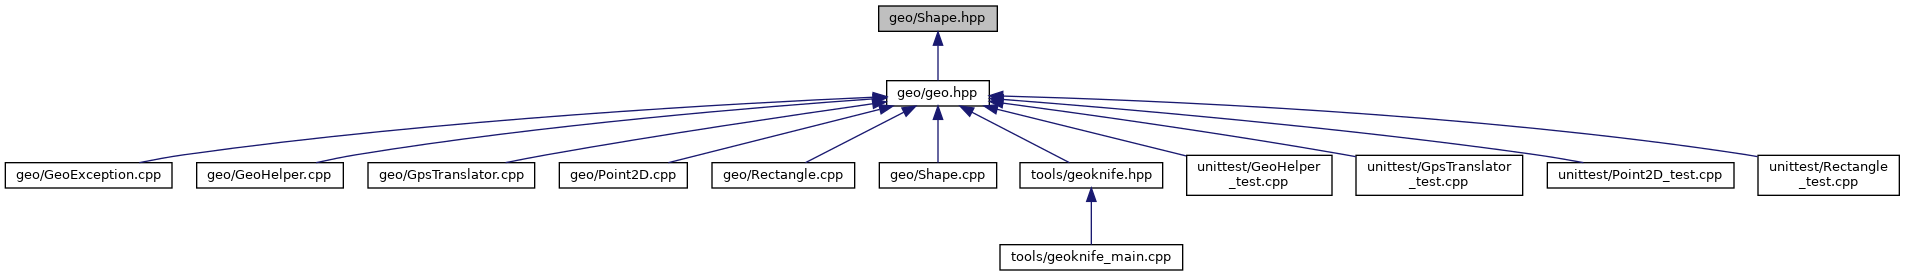 geo/Shape.hpp
geo/geo.hpp
geo/GeoException.cpp
geo/GeoHelper.cpp
geo/GpsTranslator.cpp
geo/Point2D.cpp
geo/Rectangle.cpp
geo/Shape.cpp
tools/geoknife.hpp
unittest/GeoHelper
_test.cpp
unittest/GpsTranslator
_test.cpp
unittest/Point2D_test.cpp
unittest/Rectangle
_test.cpp
tools/geoknife_main.cpp